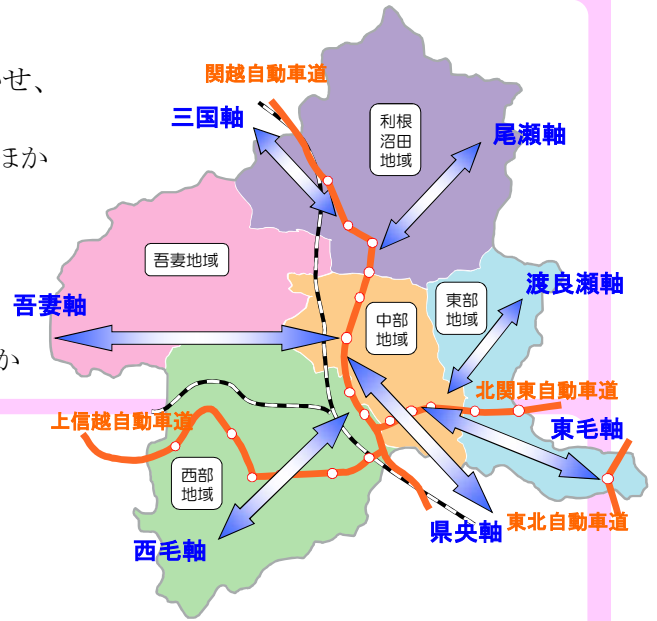 せ、
ほか
か
関越自動車道
三国軸
利根
沼田
地域
尾瀬軸
吾妻地域
渡良瀬軸
吾妻軸
東部
地域
中部
地域
北関東自動車道
上信越自動車道
東毛軸
西部
地域
県央軸
東北自動車道
西毛軸